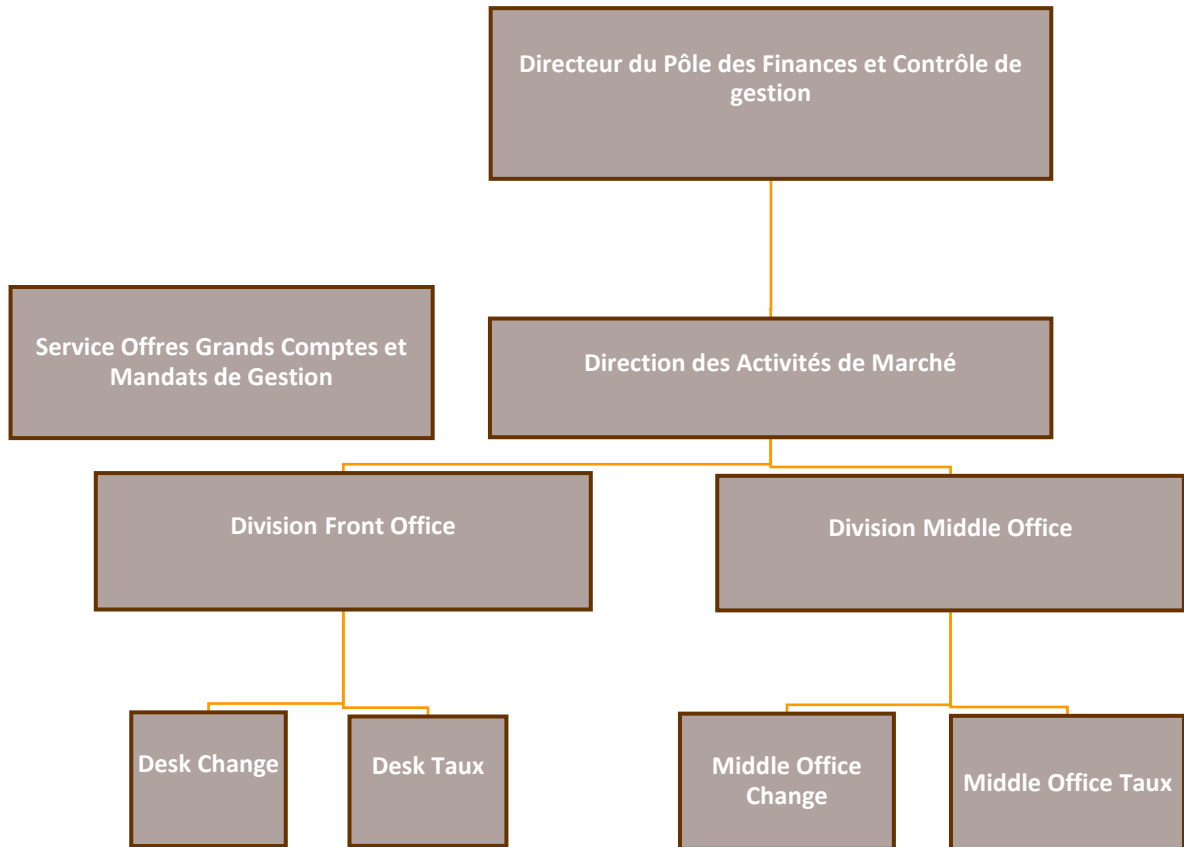 Directeur du Pôle des Finances et Contrôle de
gestion
Service Offres Grands Comptes et
Mandats de Gestion
Direction des Activités de Marché
Division Front Office
Division Middle Office
Desk Change
Desk Taux
Middle Office
Change
Middle Office Taux